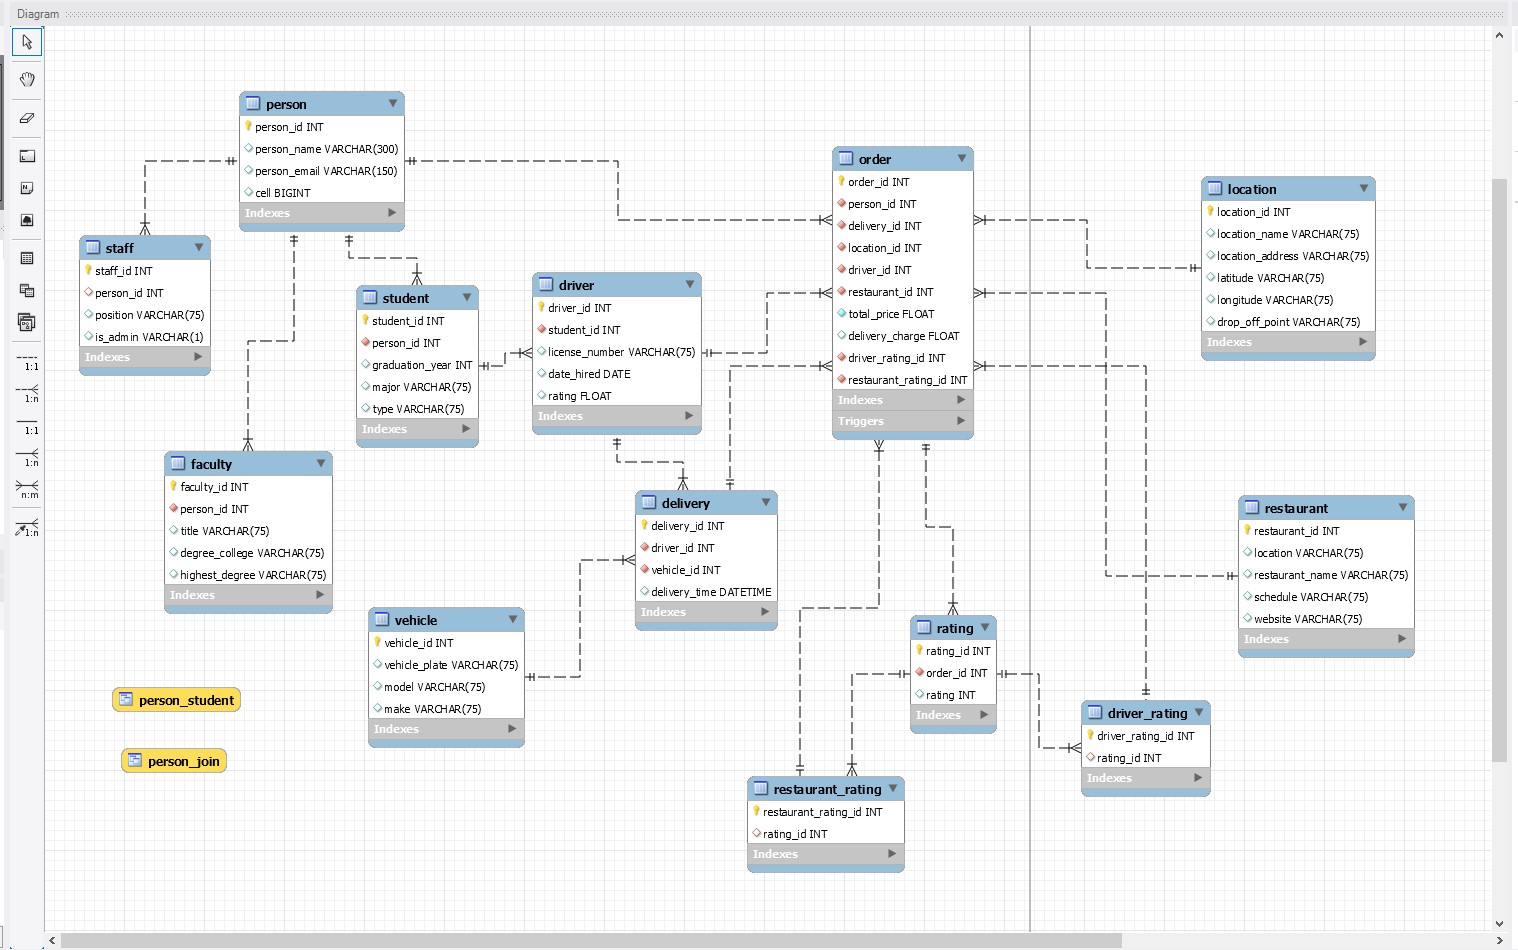 Diagram
person
person_id INT
person_name VARCHAR(300)
person_email VARCHAR(150)
cell BIGINT
Indexes
staff
staff_id INT
person_id INT
position VARCHAR(75)
is_admin VARCHAR(1)
Indexes
student
student_id INT
person_id INT
graduation_year INT
major VARCHAR(75)
type VARCHAR(75)
Indexes
driver
driver_id INT
student_id INT
license_number VARCHAR(75)
date_hired DATE
rating FLOAT
Indexes
order
order_id INT
person_id INT
delivery_id INT
location_id INT
driver_id INT
restaurant_id INT
total_price FLOAT
delivery_charge FLOAT
driver_rating_id INT
restaurant_rating_id INT
Indexes
Triggers
location
location_id INT
location_name VARCHAR(75)
location_address VARCHAR(75)
latitude VARCHAR(75)
longitude VARCHAR(75)
drop_off_point VARCHAR(75)
Indexes
1:1
1:n
1:1
1:n
n:m
1:n
faculty
faculty_id INT
person_id INT
title VARCHAR(75)
degree_college VARCHAR(75)
highest_degree VARCHAR(75)
Indexes
delivery
delivery_id INT
driver_id INT
vehicle_id INT
delivery_time DATETIME
Indexes
restaurant
restaurant_id INT
location VARCHAR(75)
restaurant_name VARCHAR(75)
schedule VARCHAR(75)
website VARCHAR(75)
Indexes
vehicle
vehicle_id INT
vehicle_plate VARCHAR(75)
model VARCHAR(75)
make VARCHAR(75)
Indexes
rating
rating_id INT
order_id INT
rating INT
Indexes
person_student
person_join
driver_rating
driver_rating_id INT
rating_id INT
Indexes
restaurant_rating
restaurant_rating_id INT
rating_id INT
Indexes